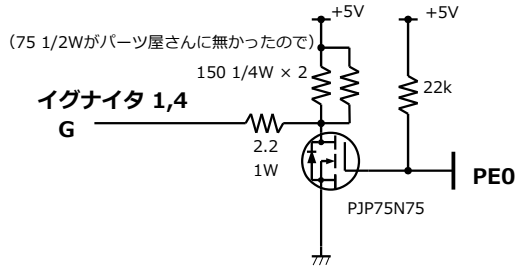 +5V
+5V
（75 1/2Wがパーツ屋さんに無かったので）
150 1/4W × 2
22k
イグナイタ 1,4
G
2.2
1W
PE0
PJP75N75